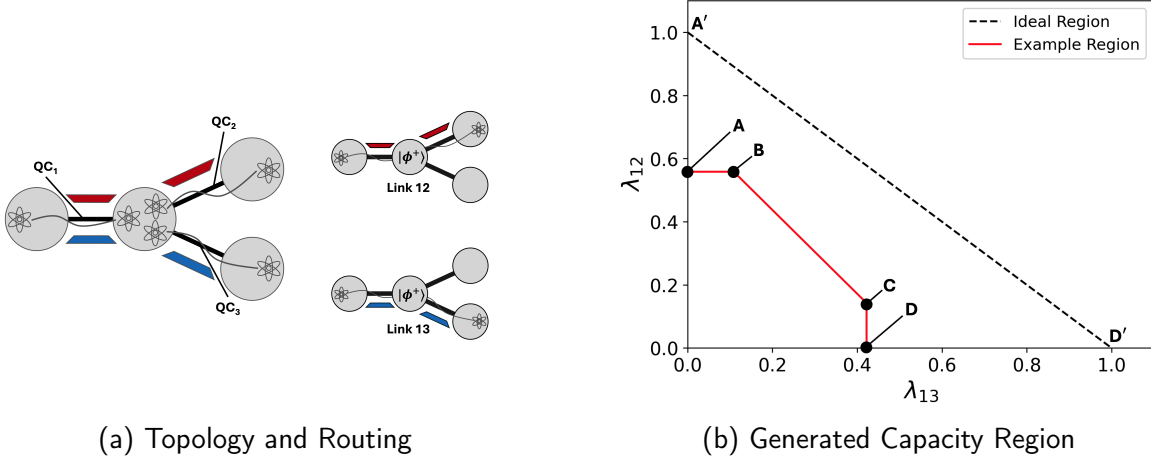 QC₁
QC₂
QC₃
|ϕ⁺⟩
Link 12
|ϕ⁺⟩
Link 13
(a) Topology and Routing
Ideal Region
Example Region
A′
A
B
C
D
D′
1.0
0.8
0.6
0.4
0.2
0.0
λ₁₂
0.0 0.2 0.4 0.6 0.8 1.0
λ₁₃
(b) Generated Capacity Region